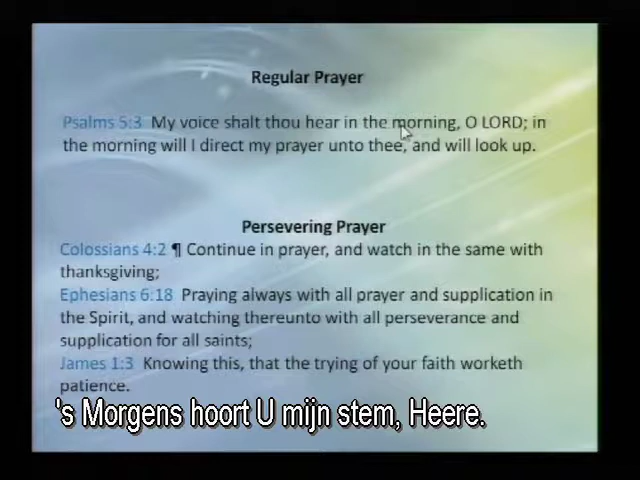 Regular Prayer
Psalms 5:3 My voice shalt thou hear in the morning, O LORD; in
the morning will I direct my prayer unto thee, and will look up.
Persevering Prayer
Colossians 4:2 ¶ Continue in prayer, and watch in the same with
thanksgiving;
Ephesians 6:18 Praying always with all prayer and supplication in
the Spirit, and watching thereunto with all perseverance and
supplication for all saints;
James 1:3 Knowing this, that the trying of your faith worketh
patience.
's Morgens hoort U mijn stem, Heere.